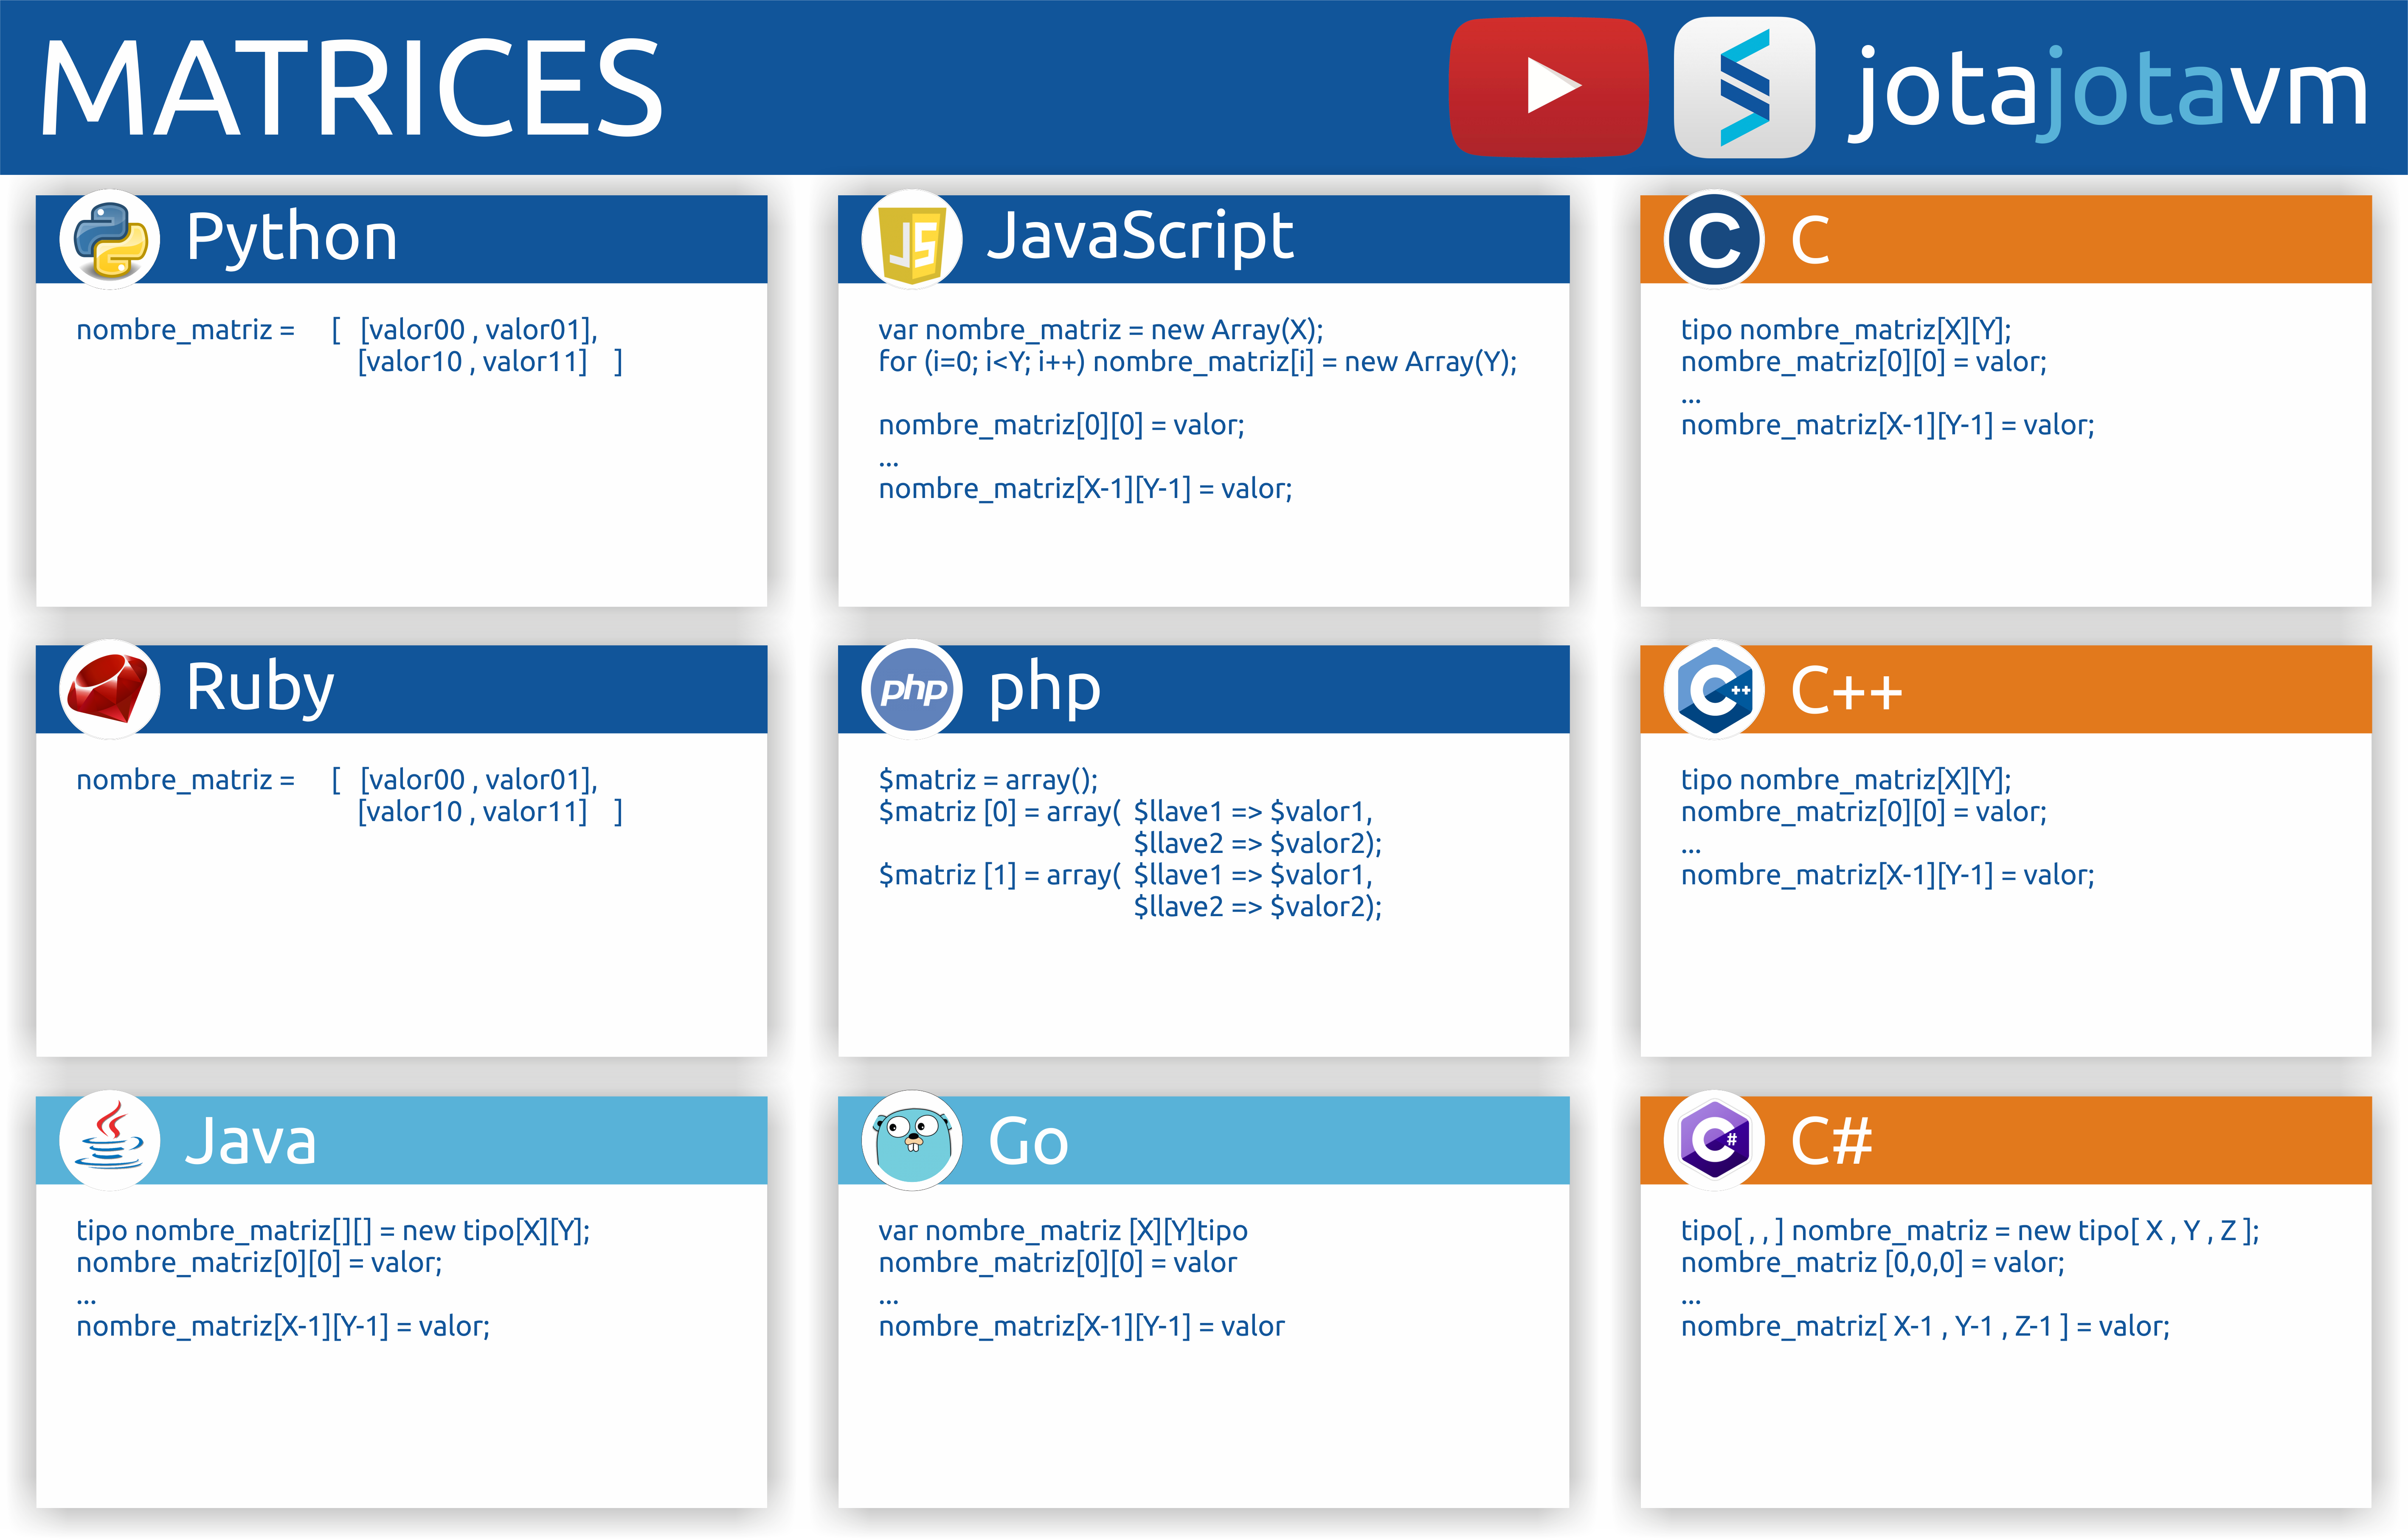 MATRICES
jotajotavm
Python
nombre_matriz = [ [valor00 , valor01],
[valor10 , valor11] ]
JS
JavaScript
var nombre_matriz = new Array(X);
for (i=0; i<Y; i++) nombre_matriz[i] = new Array(Y);
nombre_matriz[0][0] = valor;
...
nombre_matriz[X-1][Y-1] = valor;
C
C
tipo nombre_matriz[X][Y];
nombre_matriz[0][0] = valor;
...
nombre_matriz[X-1][Y-1] = valor;
Ruby
nombre_matriz = [ [valor00 , valor01],
[valor10 , valor11] ]
php
php
$matriz = array();
$matriz [0] = array( $llave1 => $valor1,
$llave2 => $valor2);
$matriz [1] = array( $llave1 => $valor1,
$llave2 => $valor2);
C++
C++
tipo nombre_matriz[X][Y];
nombre_matriz[0][0] = valor;
...
nombre_matriz[X-1][Y-1] = valor;
Java
tipo nombre_matriz[][] = new tipo[X][Y];
nombre_matriz[0][0] = valor;
...
nombre_matriz[X-1][Y-1] = valor;
Go
var nombre_matriz [X][Y]tipo
nombre_matriz[0][0] = valor
...
nombre_matriz[X-1][Y-1] = valor
C#
C#
tipo[ , , ] nombre_matriz = new tipo[ X , Y , Z ];
nombre_matriz [0,0,0] = valor;
...
nombre_matriz[ X-1 , Y-1 , Z-1 ] = valor;